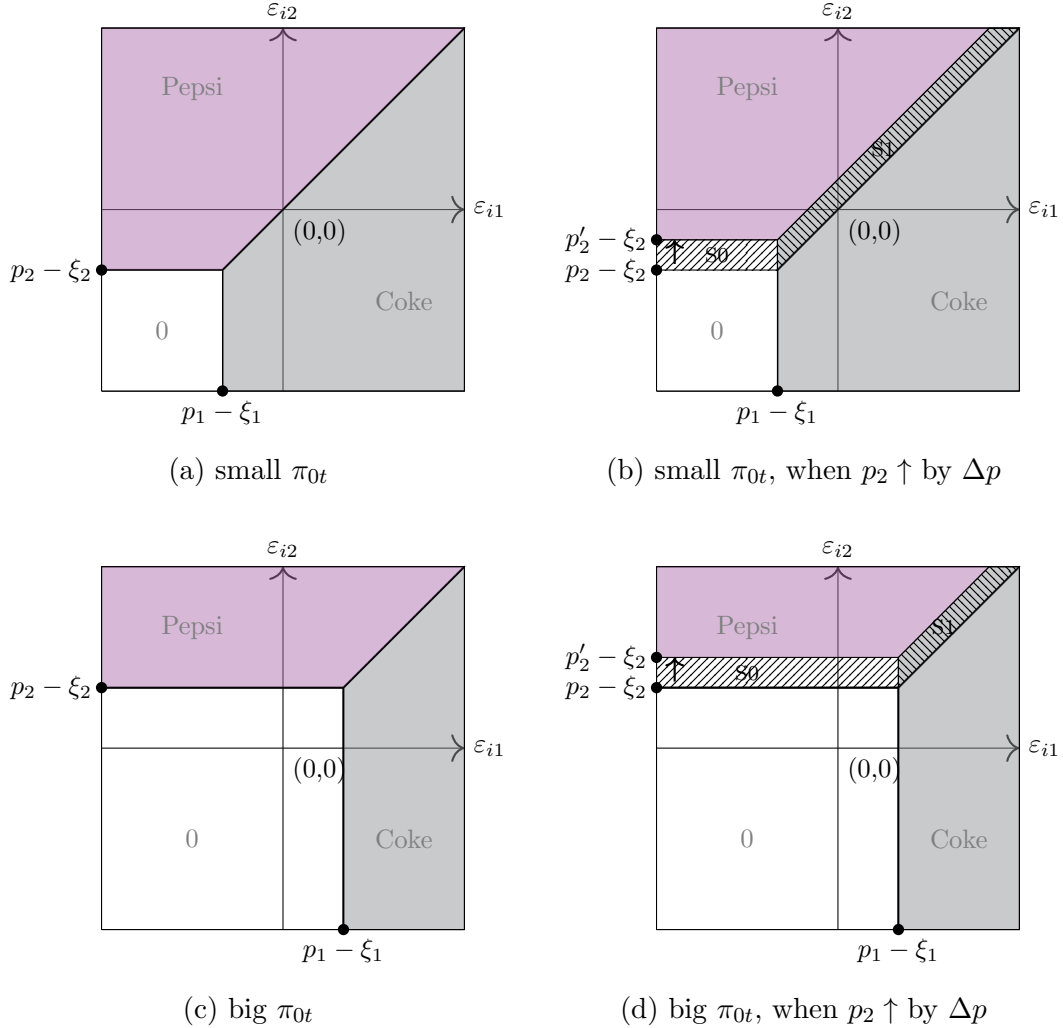 ε_{i2}
Pepsi
ε_{i1}
(0,0)
p_2 − ξ_2
Coke
0
p_1 − ξ_1
(a) small π_{0t}
Pepsi
S1
ε_{i1}
(0,0)
p′_2 − ξ_2
S0
p_2 − ξ_2
Coke
0
p_1 − ξ_1
(b) small π_{0t}, when p_2 ↑ by Δp
ε_{i2}
Pepsi
p_2 − ξ_2
ε_{i1}
(0,0)
0
Coke
p_1 − ξ_1
(c) big π_{0t}
ε_{i2}
Pepsi
S1
p′_2 − ξ_2
S0
p_2 − ξ_2
ε_{i1}
(0,0)
0
Coke
p_1 − ξ_1
(d) big π_{0t}, when p_2 ↑ by Δp